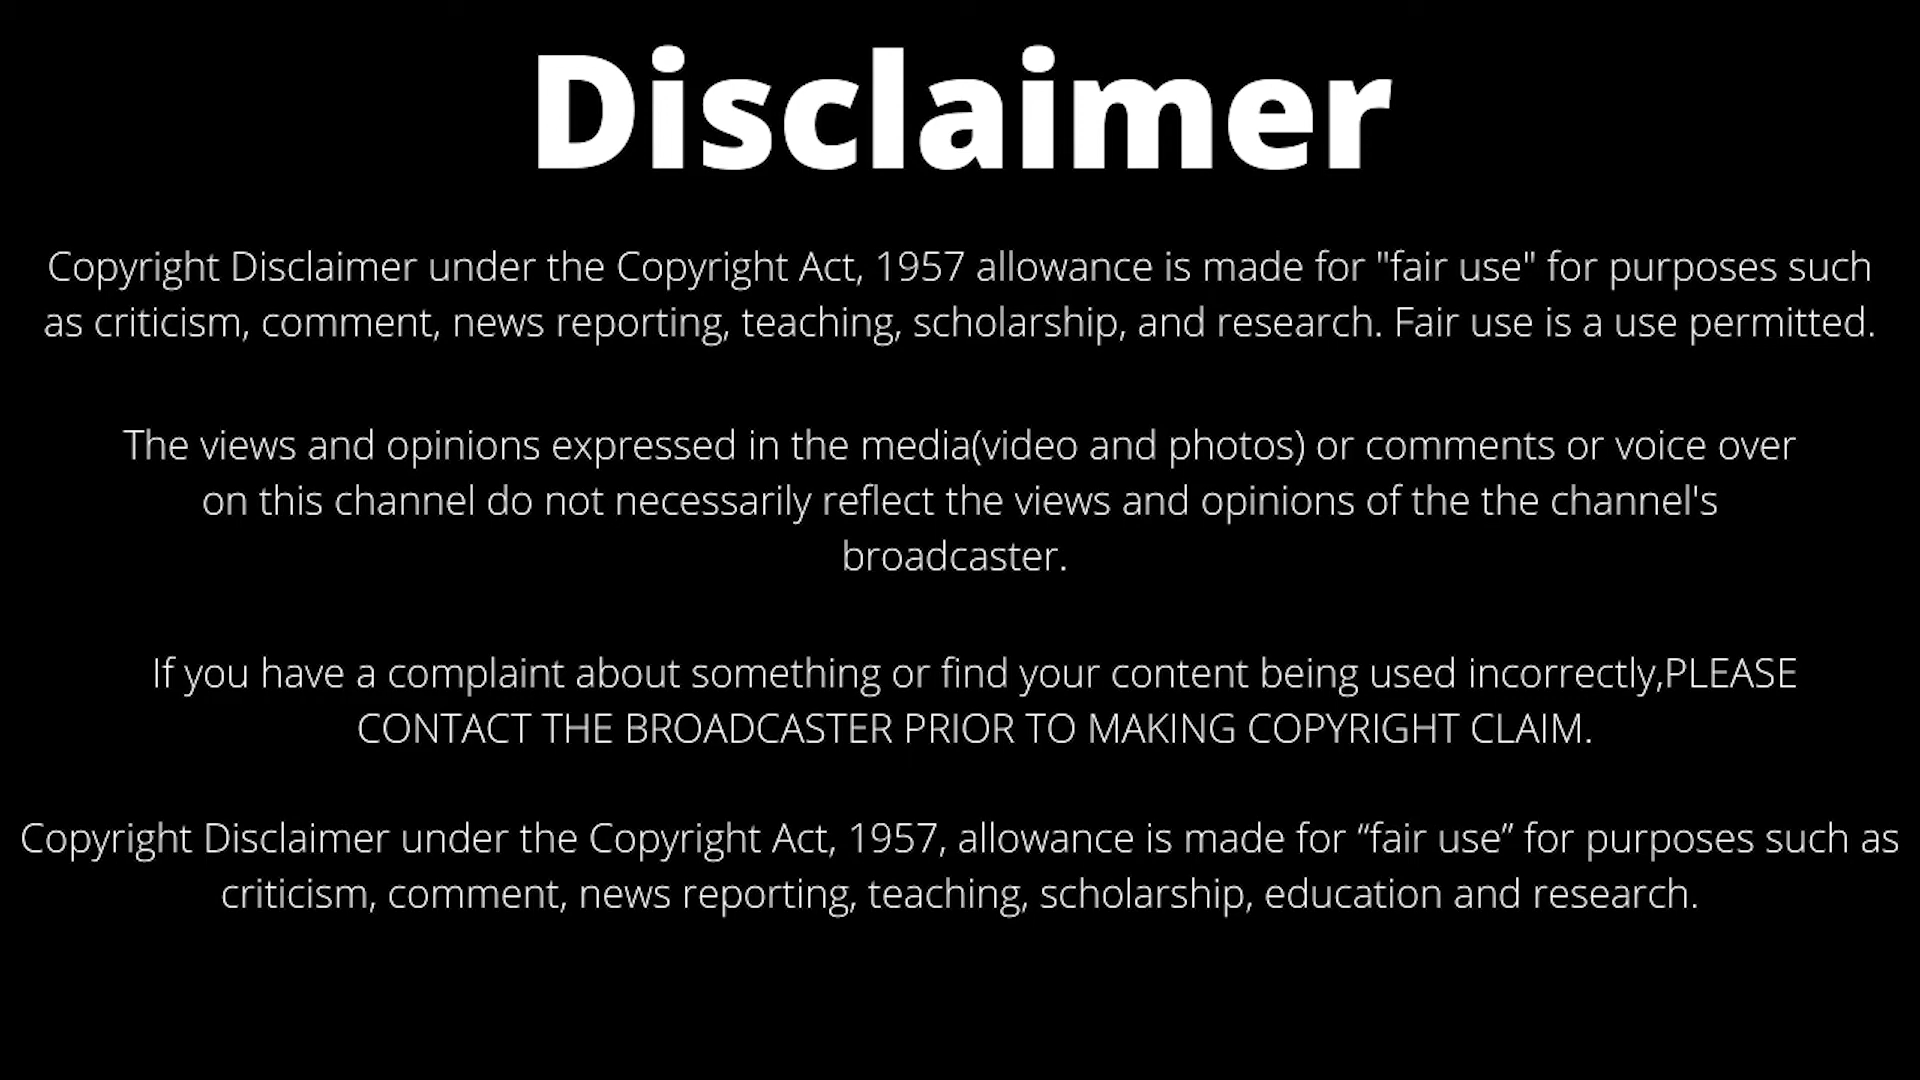 Disclaimer
Copyright Disclaimer under the Copyright Act, 1957 allowance is made for "fair use" for purposes such
as criticism, comment, news reporting, teaching, scholarship, and research. Fair use is a use permitted.
The views and opinions expressed in the media(video and photos) or comments or voice over
on this channel do not necessarily reflect the views and opinions of the the channel's
broadcaster.
If you have a complaint about something or find your content being used incorrectly,PLEASE
CONTACT THE BROADCASTER PRIOR TO MAKING COPYRIGHT CLAIM.
Copyright Disclaimer under the Copyright Act, 1957, allowance is made for “fair use” for purposes such as
criticism, comment, news reporting, teaching, scholarship, education and research.